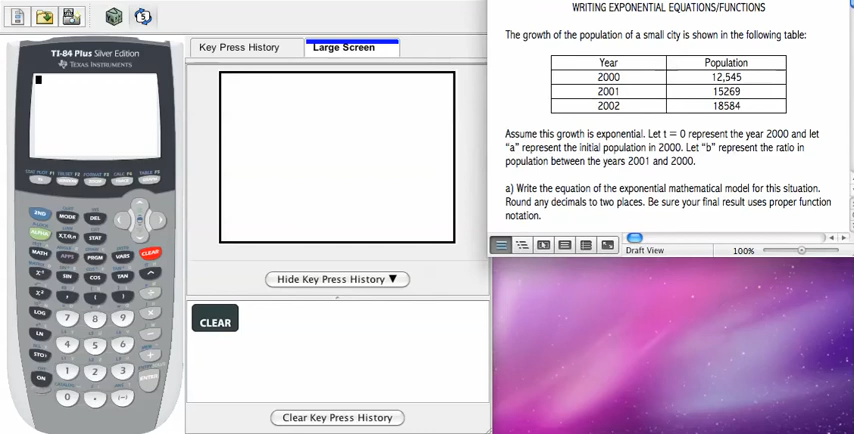 WRITING EXPONENTIAL EQUATIONS/FUNCTIONS
The growth of the population of a small city is shown in the following table:
Year Population
2000 12,545
2001 15269
2002 18584
Assume this growth is exponential. Let t = 0 represent the year 2000 and let
"a" represent the initial population in 2000. Let "b" represent the ratio in
population between the years 2001 and 2000.
a) Write the equation of the exponential mathematical model for this situation.
Round any decimals to two places. Be sure your final result uses proper function
notation.
Draft View 100%
Key Press History Large Screen
Hide Key Press History ▼
CLEAR
Clear Key Press History
TI-84 Plus Silver Edition
TEXAS INSTRUMENTS
2ND MODE DEL
ALPHA X,T,θ,n STAT
MATH APPS PRGM VARS CLEAR
SIN COS TAN
, ( )
LOG 7 8 9 ×
LN 4 5 6 −
STO› 1 2 3 +
ON 0 . (−) ENTER